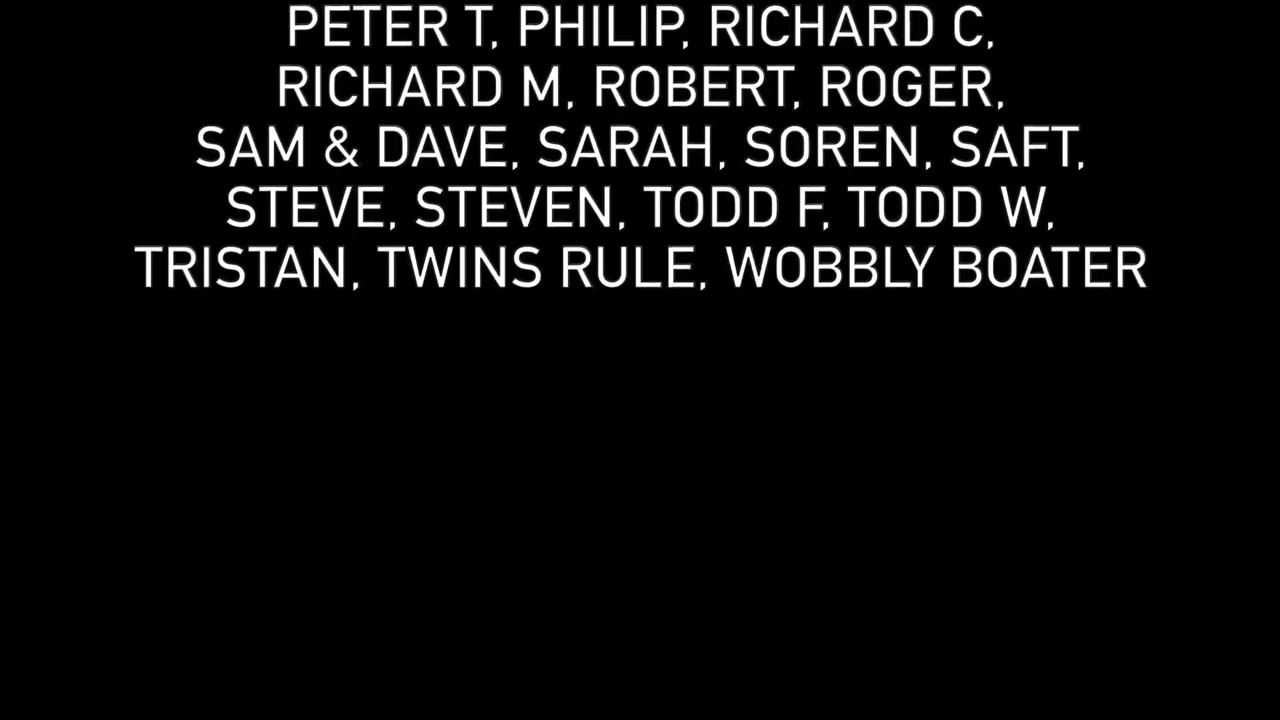 PETER T, PHILIP, RICHARD C,
RICHARD M, ROBERT, ROGER,
SAM & DAVE, SARAH, SOREN, SAFT,
STEVE, STEVEN, TODD F, TODD W,
TRISTAN, TWINS RULE, WOBBLY BOATER